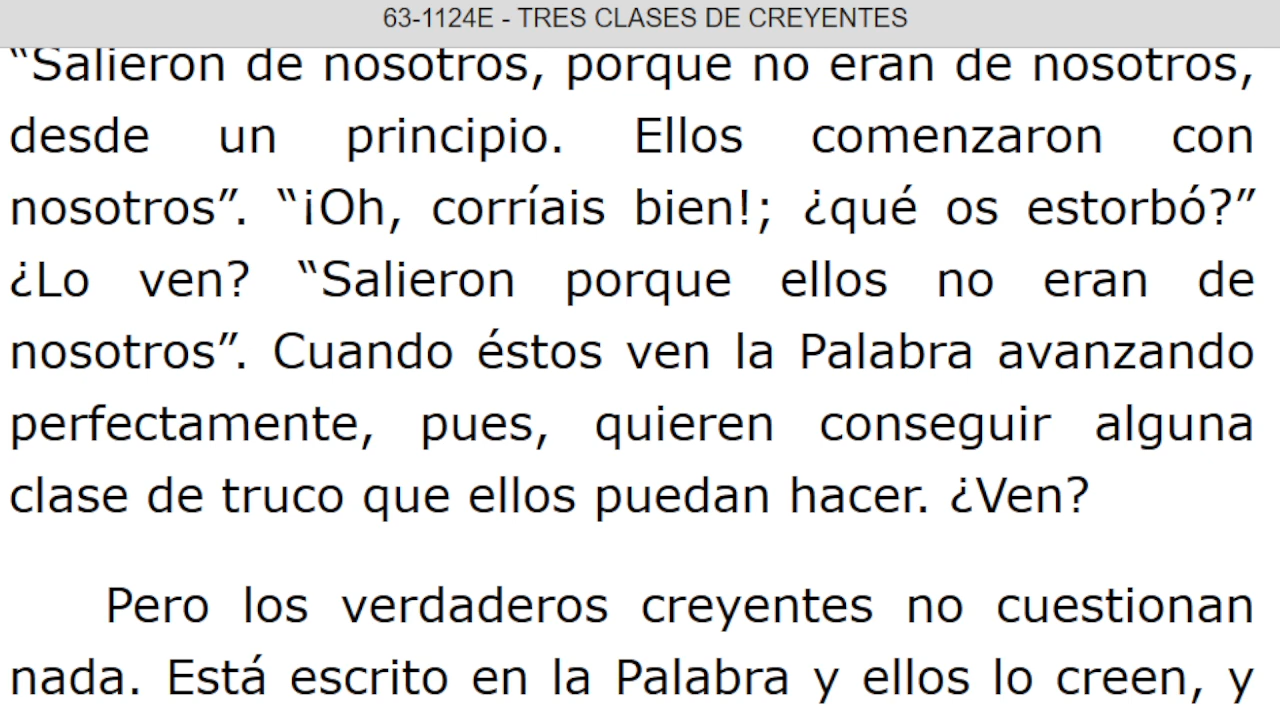 63-1124E - TRES CLASES DE CREYENTES
“Salieron de nosotros, porque no eran de nosotros,
desde un principio. Ellos comenzaron con
nosotros”. “¡Oh, corríais bien!; ¿qué os estorbó?”
¿Lo ven? “Salieron porque ellos no eran de
nosotros”. Cuando éstos ven la Palabra avanzando
perfectamente, pues, quieren conseguir alguna
clase de truco que ellos puedan hacer. ¿Ven?
Pero los verdaderos creyentes no cuestionan
nada. Está escrito en la Palabra y ellos lo creen, y